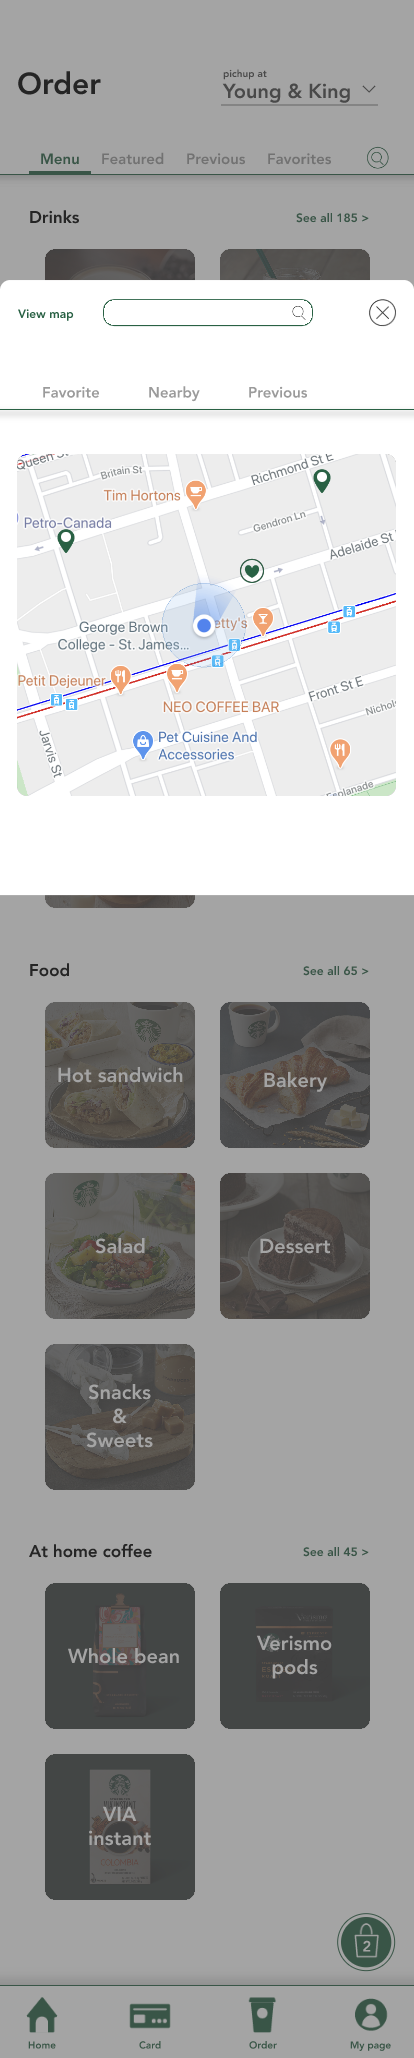 Order
pickup at
Young & King
Menu Featured Previous Favorites
Drinks See all 185 >
View map
Favorite Nearby Previous
Queen St
Britain St
Richmond St E
Tim Hortons
Gendron Ln
Petro-Canada
Adelaide St
George Brown
College - St. James...
etty's
Petit Dejeuner
NEO COFFEE BAR
Front St E
Nichol
Jarvis St
Pet Cuisine And
Accessories
Esplanade
Food See all 65 >
Hot sandwich
Bakery
Salad
Dessert
Snacks
&
Sweets
At home coffee See all 45 >
Whole bean
Verismo
pods
VIA
instant
COLOMBIA
2
Home Card Order My page